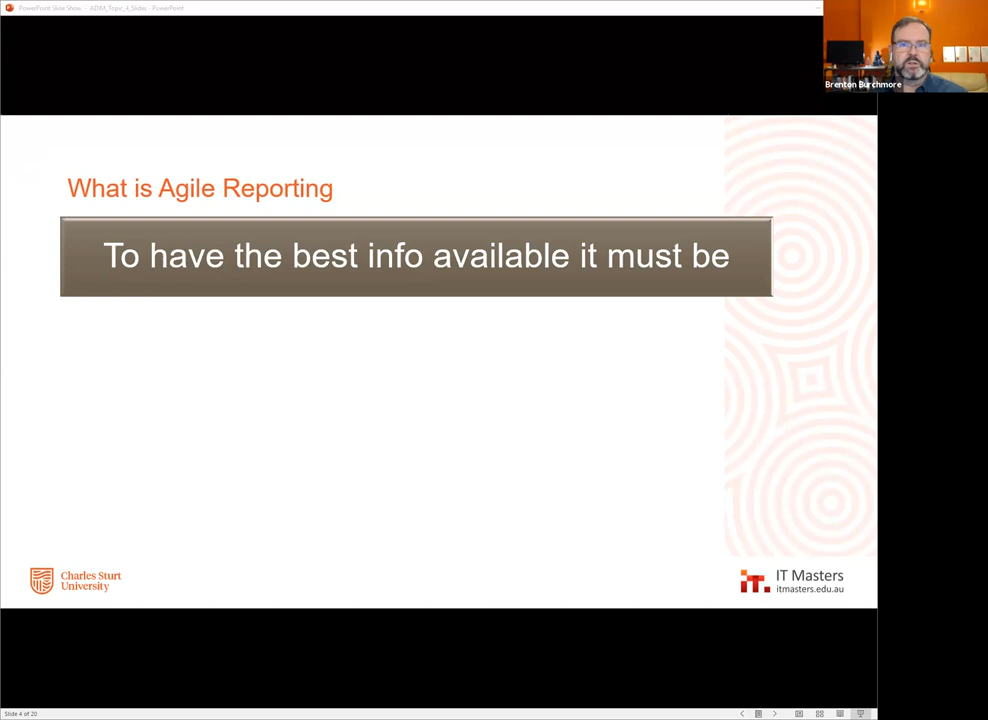 PowerPoint Slide Show - ADIM_Topic_4_Slides - PowerPoint
Brenton Burchmore
What is Agile Reporting
To have the best info available it must be
Charles Sturt
University
IT Masters
itmasters.edu.au
Slide 4 of 20